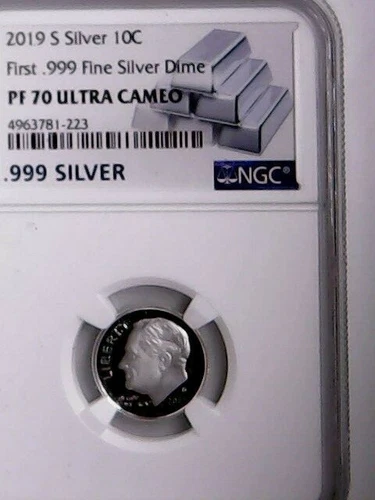 2019 S Silver 10C
First .999 Fine Silver Dime
PF 70 ULTRA CAMEO
4963781-223
.999 SILVER
NGC®
LIBERTY